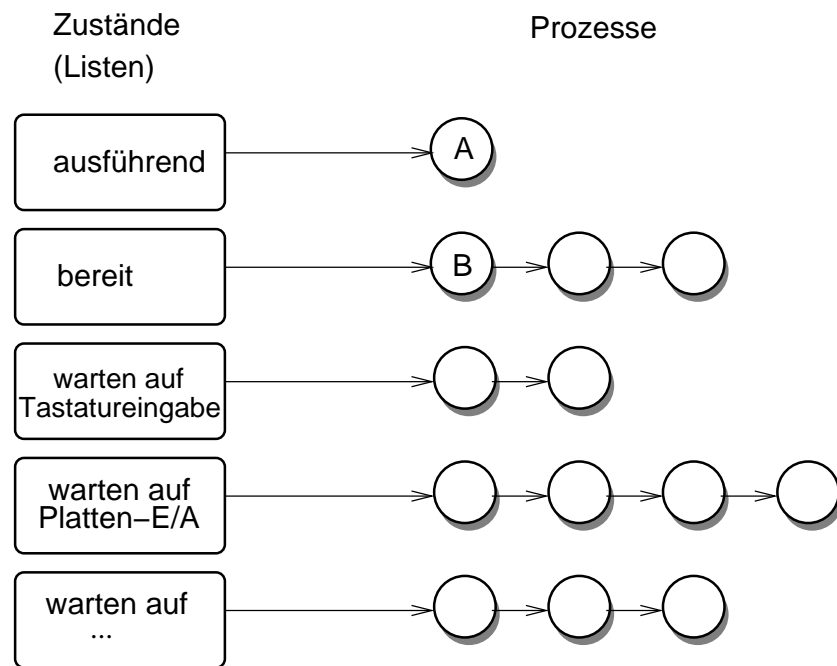 Zustände
(Listen)
Prozesse
ausführend
A
bereit
B
warten auf
Tastatureingabe
warten auf
Platten−E/A
warten auf
...